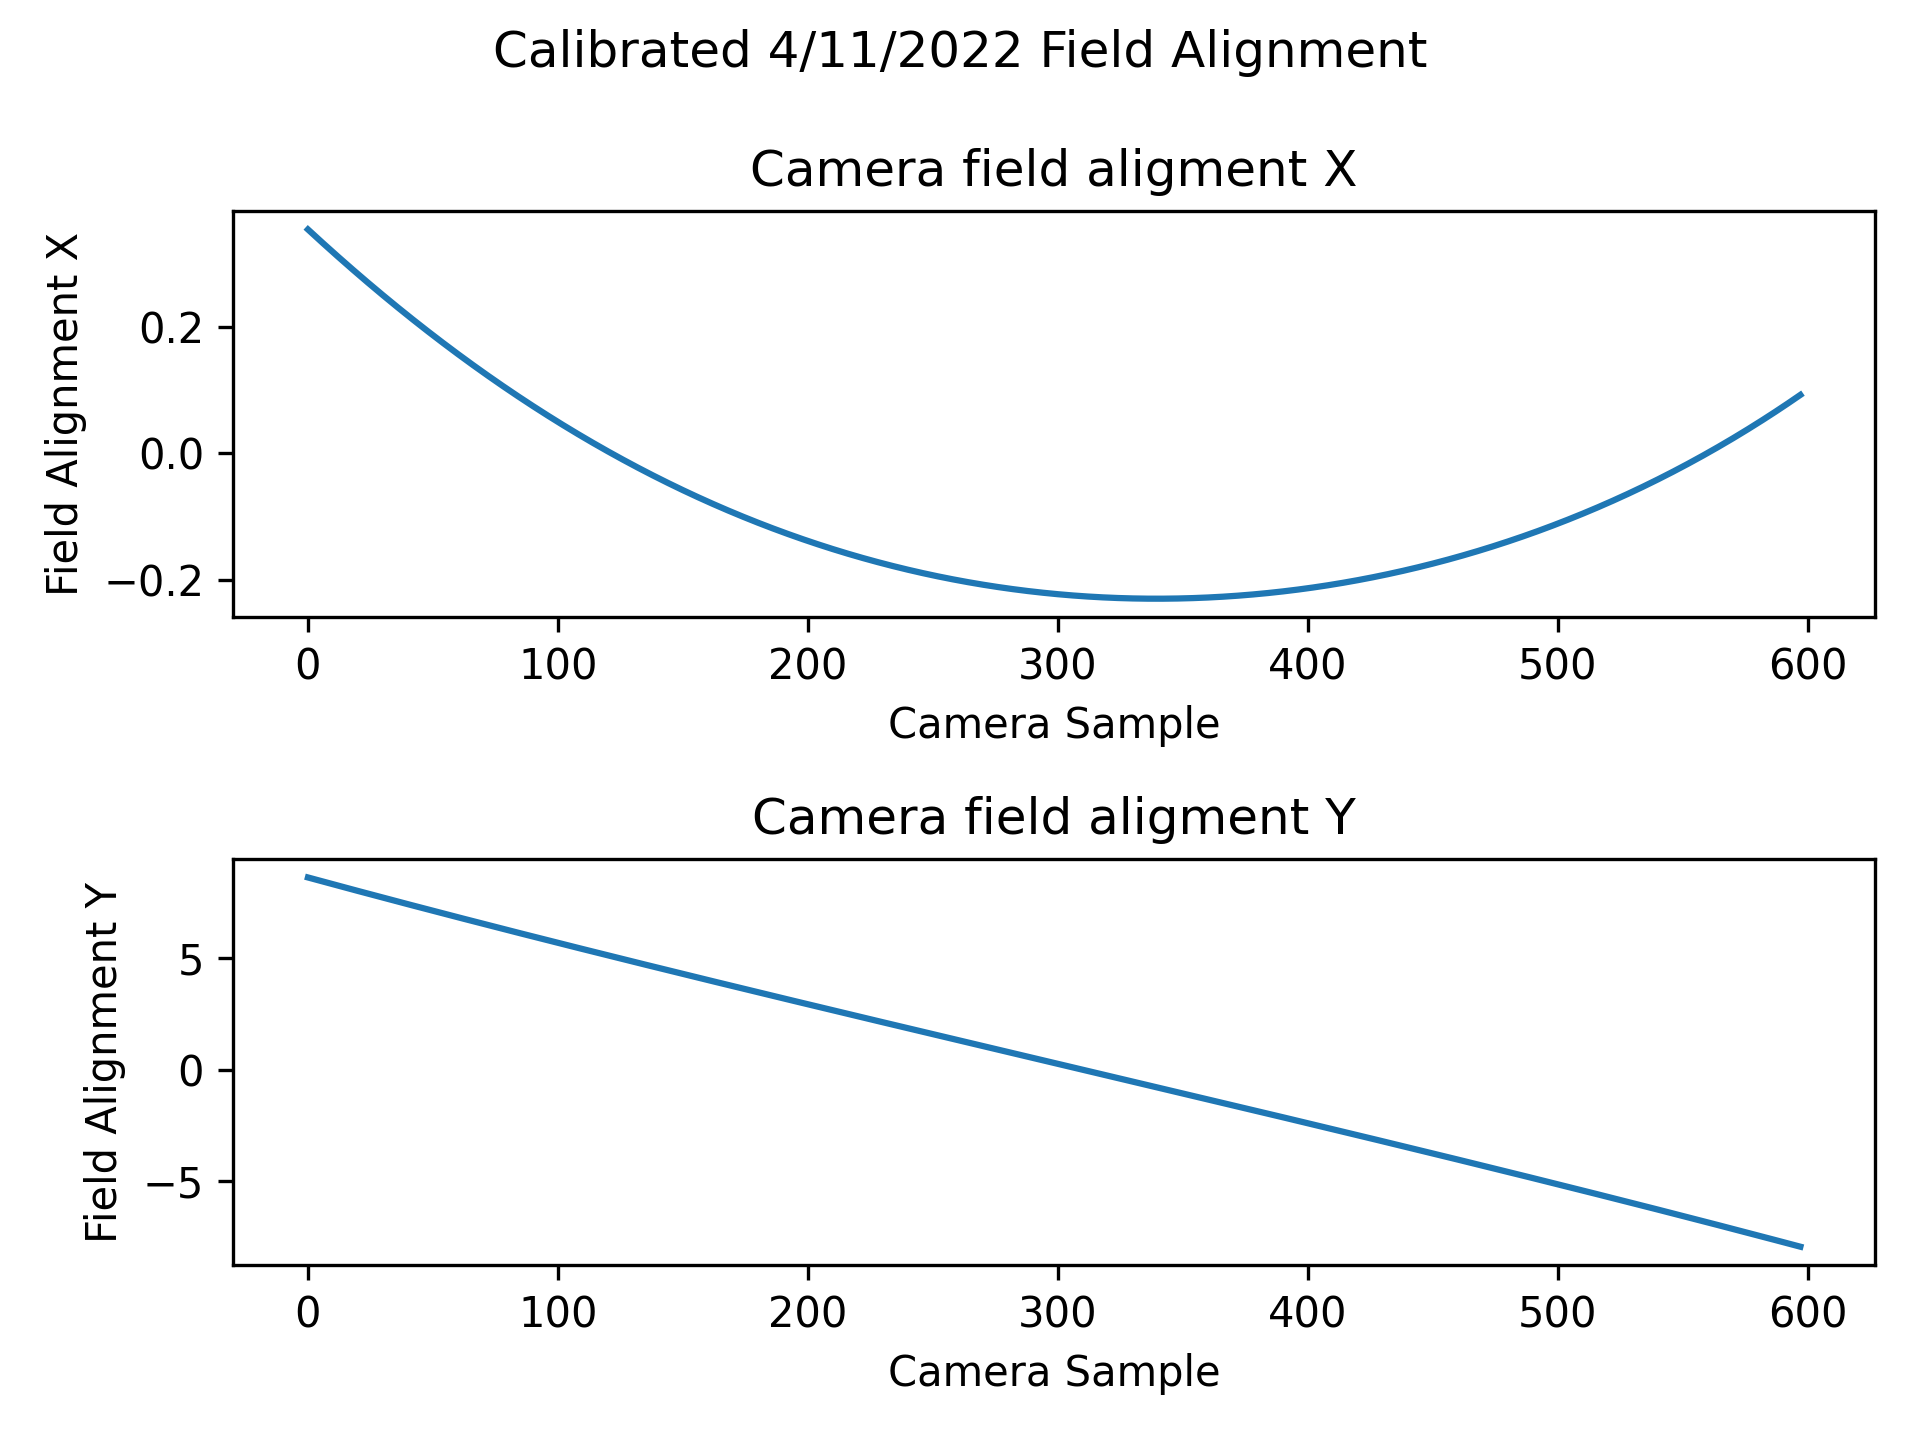 Calibrated 4/11/2022 Field Alignment
Camera field aligment X
Field Alignment X
0.2
0.0
−0.2
0 100 200 300 400 500 600
Camera Sample
Camera field aligment Y
Field Alignment Y
5
0
−5
0 100 200 300 400 500 600
Camera Sample